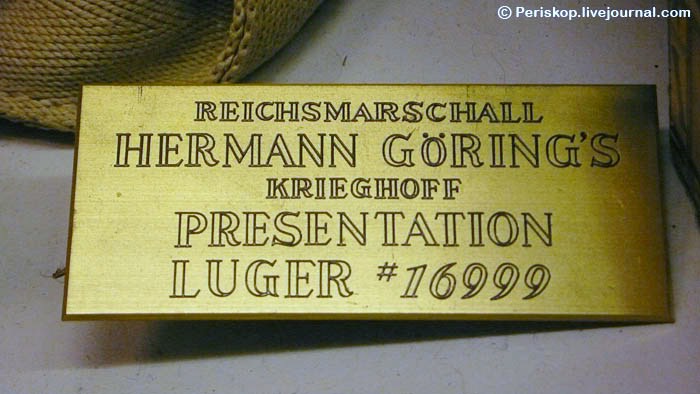 © Periskop.livejournal.com
REICHSMARSCHALL
HERMANN GÖRING'S
KRIEGHOFF
PRESENTATION
LUGER #16999